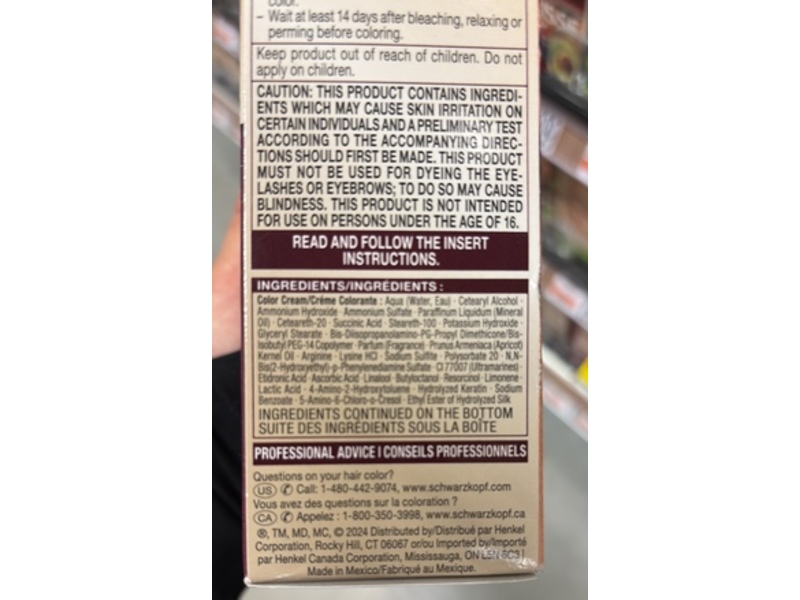 color.
– Wait at least 14 days after bleaching, relaxing or
perming before coloring.
Keep product out of reach of children. Do not
apply on children.
CAUTION: THIS PRODUCT CONTAINS INGREDI-
ENTS WHICH MAY CAUSE SKIN IRRITATION ON
CERTAIN INDIVIDUALS AND A PRELIMINARY TEST
ACCORDING TO THE ACCOMPANYING DIREC-
TIONS SHOULD FIRST BE MADE. THIS PRODUCT
MUST NOT BE USED FOR DYEING THE EYE-
LASHES OR EYEBROWS; TO DO SO MAY CAUSE
BLINDNESS. THIS PRODUCT IS NOT INTENDED
FOR USE ON PERSONS UNDER THE AGE OF 16.
READ AND FOLLOW THE INSERT
INSTRUCTIONS.
INGREDIENTS/INGRÉDIENTS :
Color Cream/Crème Colorante : Aqua (Water, Eau) · Cetearyl Alcohol ·
Ammonium Hydroxide · Ammonium Sulfate · Paraffinum Liquidum (Mineral
Oil) · Ceteareth-20 · Succinic Acid · Steareth-100 · Potassium Hydroxide ·
Glyceryl Stearate · Bis-Diisopropanolamino-PG-Propyl Dimethicone/Bis-
Isobutyl PEG-14 Copolymer · Parfum (Fragrance) · Prunus Armeniaca (Apricot)
Kernel Oil · Arginine · Lysine HCl · Sodium Sulfite · Polysorbate 20 · N,N-
Bis(2-Hydroxyethyl)-p-Phenylenediamine Sulfate · CI 77007 (Ultramarines) ·
Etidronic Acid · Ascorbic Acid · Linalool · Butyloctanol · Resorcinol · Limonene ·
Lactic Acid · 4-Amino-2-Hydroxytoluene · Hydrolyzed Keratin · Sodium
Benzoate · 5-Amino-6-Chloro-o-Cresol · Ethyl Ester of Hydrolyzed Silk
INGREDIENTS CONTINUED ON THE BOTTOM
SUITE DES INGRÉDIENTS SOUS LA BOÎTE
PROFESSIONAL ADVICE I CONSEILS PROFESSIONNELS
Questions on your hair color?
US ✆ Call: 1-480-442-9074, www.schwarzkopf.com
Vous avez des questions sur la coloration ?
CA ✆ Appelez : 1-800-350-3998, www.schwarzkopf.ca
®, TM, MD, MC, © 2024 Distributed by/Distribué par Henkel
Corporation, Rocky Hill, CT 06067 or/ou Imported by/Importé
par Henkel Canada Corporation, Mississauga, ON L5N 6C3 |
Made in Mexico/Fabriqué au Mexique.